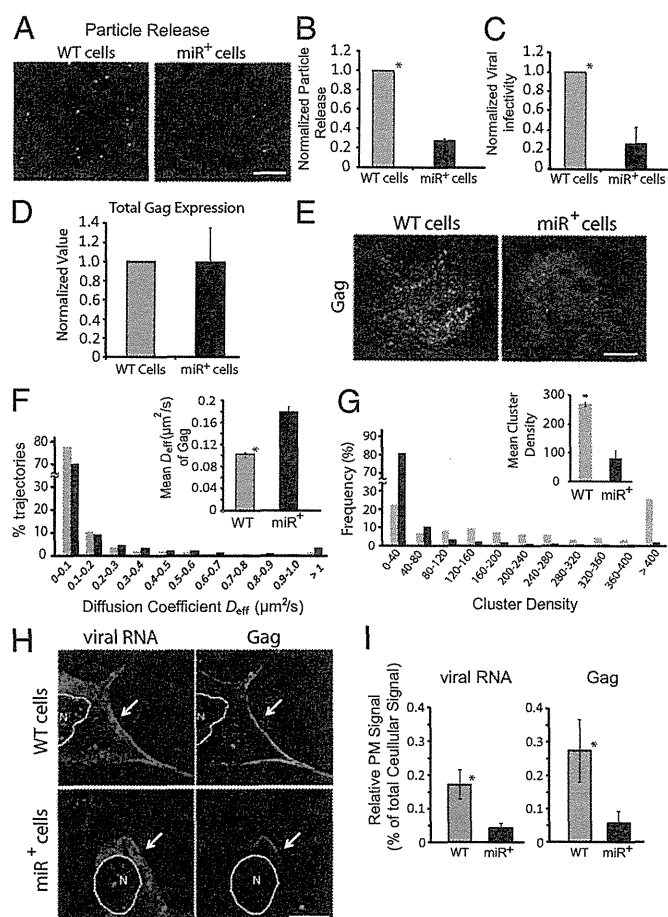 A
Particle Release
WT cells miR+ cells
B
Normalized Particle
Release
1.2
1.0
0.8
0.6
0.4
0.2
0
*
WT cells miR+ cells
C
Normalized Viral
infectivity
1.2
1.0
0.8
0.6
0.4
0.2
0
*
WT cells miR+cells
D
Total Gag Expression
Normalized Value
1.4
1.2
1.0
0.8
0.6
0.4
0.2
0.0
WT Cells miR+ cells
E
WT cells miR+ cells
Gag
F
% trajectories
80
70
20
10
0
0-0.1 0.1-0.2 0.2-0.3 0.3-0.4 0.4-0.5 0.5-0.6 0.6-0.7 0.7-0.8 0.8-0.9 0.9-1.0 > 1
Diffusion Coefficient Deff (µm²/s)
Mean Deff (µm²/s)
of Gag
0.2
0.16
0.12
0.08
0.04
0
*
WT miR+
G
Frequency (%)
90
80
70
20
10
0
0-40 40-80 80-120 120-160 160-200 200-240 240-280 280-320 320-360 360-400 > 400
Cluster Density
Mean Cluster
Density
300
200
100
0
*
WT miR+
H
viral RNA Gag
WT cells
N N
miR+ cells
N N
I
viral RNA Gag
Relative PM Signal
(% of total Ceullular Signal)
0.4
0.3
0.2
0.1
0
*
WT miR+
0.4
0.3
0.2
0.1
0
*
WT miR+